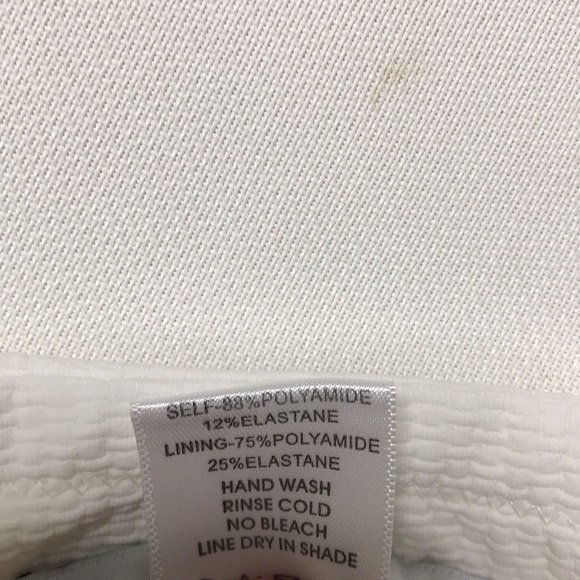 SELF-88%POLYAMIDE
12%ELASTANE
LINING-75%POLYAMIDE
25%ELASTANE
HAND WASH
RINSE COLD
NO BLEACH
LINE DRY IN SHADE